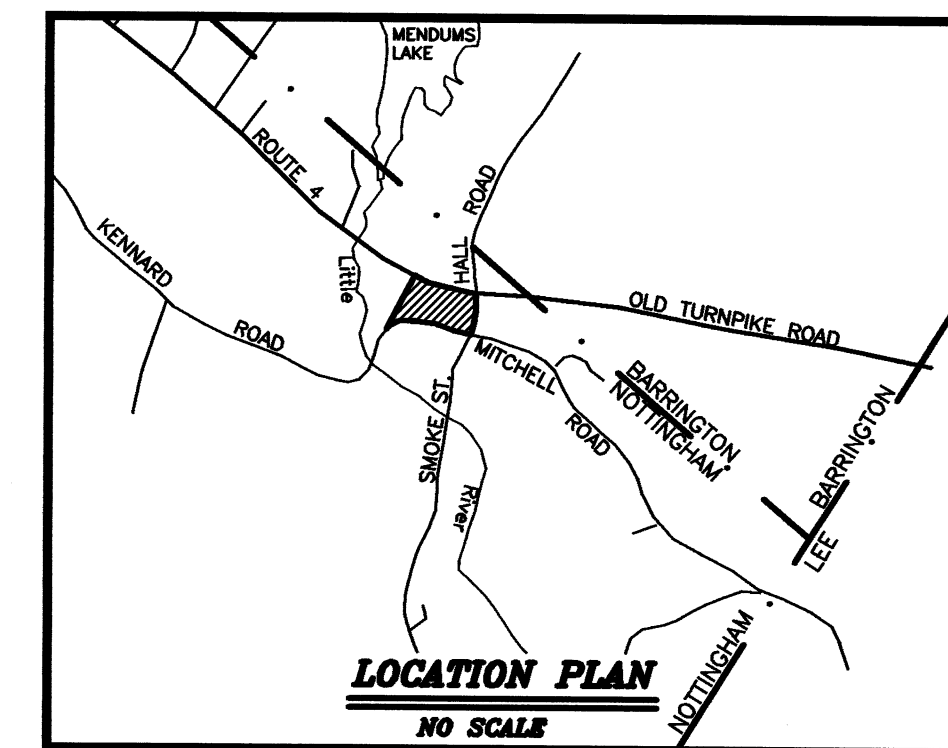 MENDUMS
LAKE
ROUTE 4
HALL ROAD
KENNARD ROAD
Little River
OLD TURNPIKE ROAD
MITCHELL ROAD
SMOKE ST.
BARRINGTON
NOTTINGHAM
BARRINGTON
LEE
NOTTINGHAM
LOCATION PLAN
NO SCALE